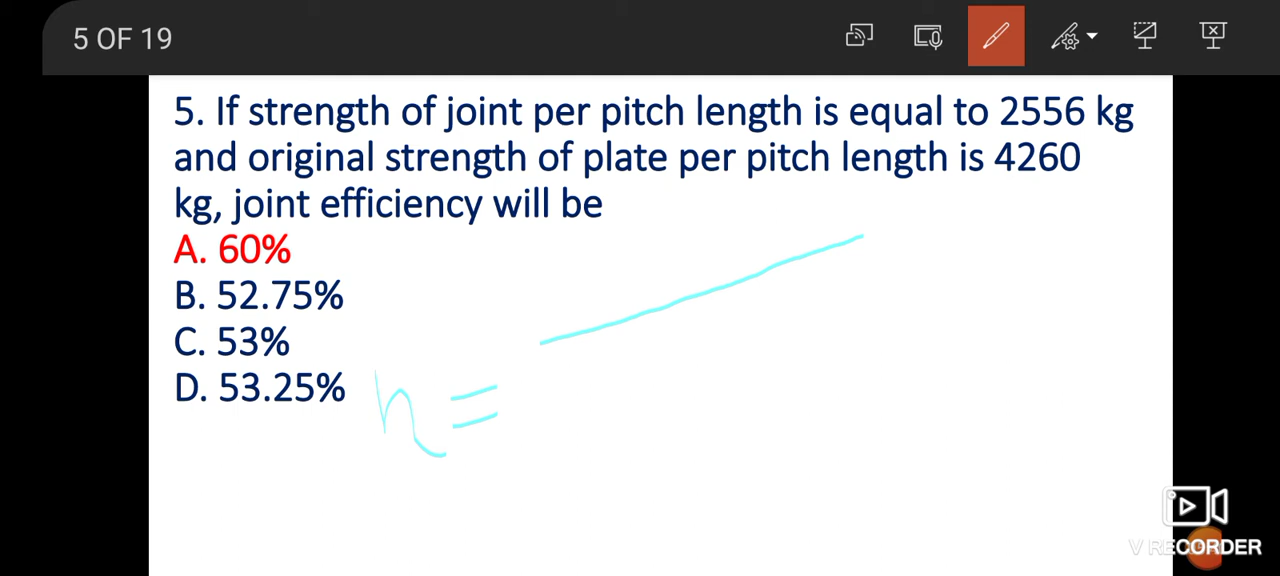 5 OF 19
5. If strength of joint per pitch length is equal to 2556 kg
and original strength of plate per pitch length is 4260
kg, joint efficiency will be
A. 60%
B. 52.75%
C. 53%
D. 53.25%
η =
V RECORDER